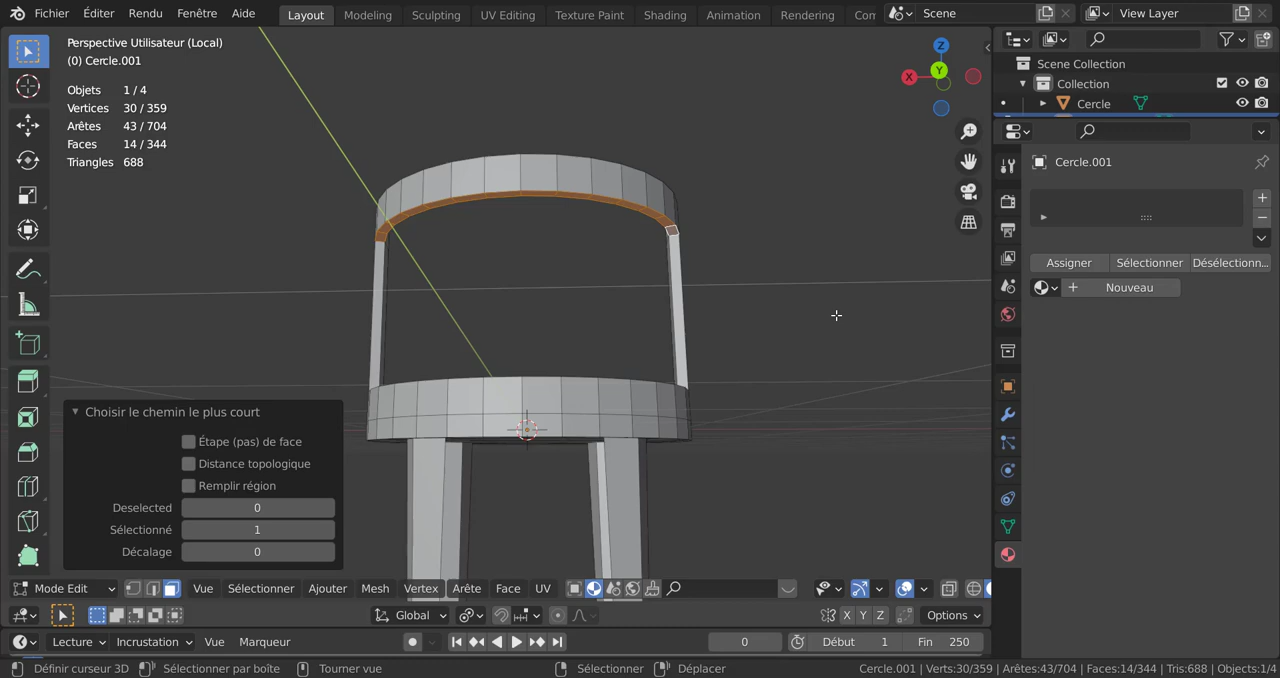 Fichier Éditer Rendu Fenêtre Aide Layout Modeling Sculpting UV Editing Texture Paint Shading Animation Rendering Com Scene View Layer
Perspective Utilisateur (Local)
(0) Cercle.001
Objets 1 / 4
Vertices 30 / 359
Arêtes 43 / 704
Faces 14 / 344
Triangles 688
Z
X
Y
Scene Collection
Collection
Cercle
Cercle.001
Assigner Sélectionner Désélectionn...
Nouveau
Choisir le chemin le plus court
Étape (pas) de face
Distance topologique
Remplir région
Deselected 0
Sélectionné 1
Décalage 0
Mode Edit Vue Sélectionner Ajouter Mesh Vertex Arête Face UV
Global X Y Z Options
Lecture Incrustation Vue Marqueur 0 Début 1 Fin 250
Définir curseur 3D Sélectionner par boîte Tourner vue Sélectionner Déplacer Cercle.001 | Verts:30/359 | Arêtes:43/704 | Faces:14/344 | Tris:688 | Objects:1/4